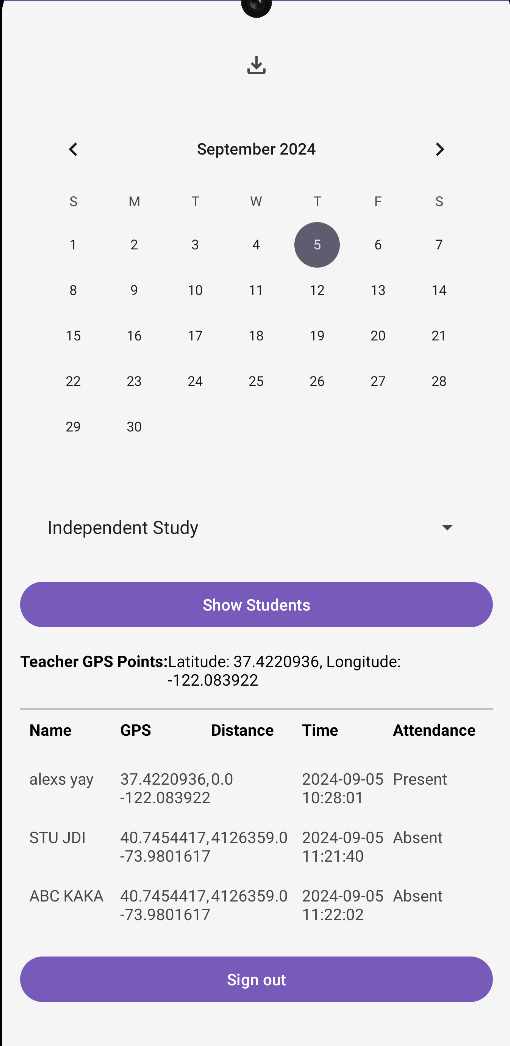 September 2024
S M T W T F S
1 2 3 4 5 6 7
8 9 10 11 12 13 14
15 16 17 18 19 20 21
22 23 24 25 26 27 28
29 30
Independent Study
Show Students
Teacher GPS Points:Latitude: 37.4220936, Longitude:
-122.083922
Name GPS Distance Time Attendance
alexs yay 37.4220936, 0.0 2024-09-05 Present
-122.083922 10:28:01
STU JDI 40.7454417, 4126359.0 2024-09-05 Absent
-73.9801617 11:21:40
ABC KAKA 40.7454417, 4126359.0 2024-09-05 Absent
-73.9801617 11:22:02
Sign out